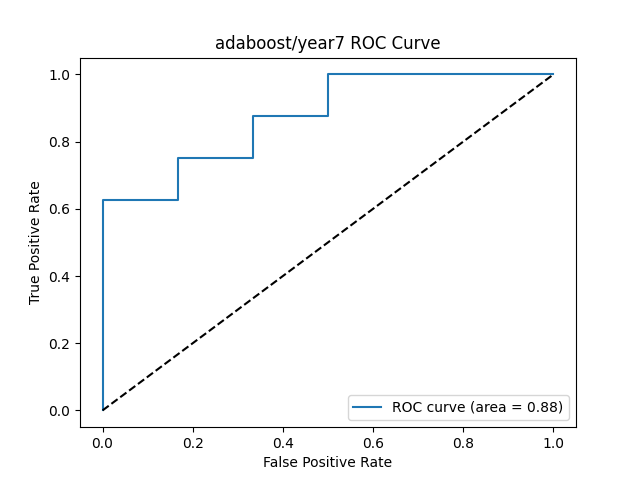 adaboost/year7 ROC Curve
1.0
0.8
0.6
0.4
0.2
0.0
True Positive Rate
ROC curve (area = 0.88)
0.0 0.2 0.4 0.6 0.8 1.0
False Positive Rate